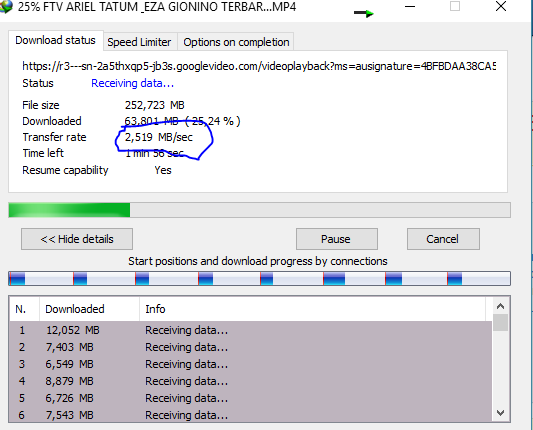 25% FTV ARIEL TATUM _EZA GIONINO TERBAR...MP4
Download status Speed Limiter Options on completion
https://r3---sn-2a5thxqp5-jb3s.googlevideo.com/videoplayback?ms=ausignature=4BFBDAA38CA5
Status Receiving data...
File size 252,723 MB
Downloaded 63,801 MB ( 25,24 % )
Transfer rate 2,519 MB/sec
Time left 1 min 56 sec
Resume capability Yes
<< Hide details Pause Cancel
Start positions and download progress by connections
N. Downloaded Info
1 12,052 MB Receiving data...
2 7,403 MB Receiving data...
3 6,549 MB Receiving data...
4 8,879 MB Receiving data...
5 6,726 MB Receiving data...
6 7,543 MB Receiving data...